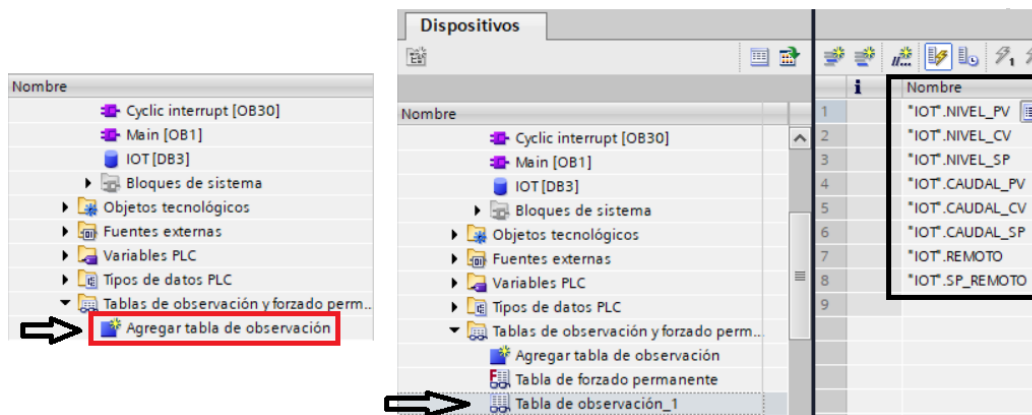 Nombre
Cyclic interrupt [OB30]
Main [OB1]
IOT [DB3]
Bloques de sistema
Objetos tecnológicos
Fuentes externas
Variables PLC
Tipos de datos PLC
Tablas de observación y forzado perm...
Agregar tabla de observación
Dispositivos
Nombre
Cyclic interrupt [OB30]
Main [OB1]
IOT [DB3]
Bloques de sistema
Objetos tecnológicos
Fuentes externas
Variables PLC
Tipos de datos PLC
Tablas de observación y forzado perm...
Agregar tabla de observación
Tabla de forzado permanente
Tabla de observación_1
i Nombre
1 "IOT".NIVEL_PV
2 "IOT".NIVEL_CV
3 "IOT".NIVEL_SP
4 "IOT".CAUDAL_PV
5 "IOT".CAUDAL_CV
6 "IOT".CAUDAL_SP
7 "IOT".REMOTO
8 "IOT".SP_REMOTO
9